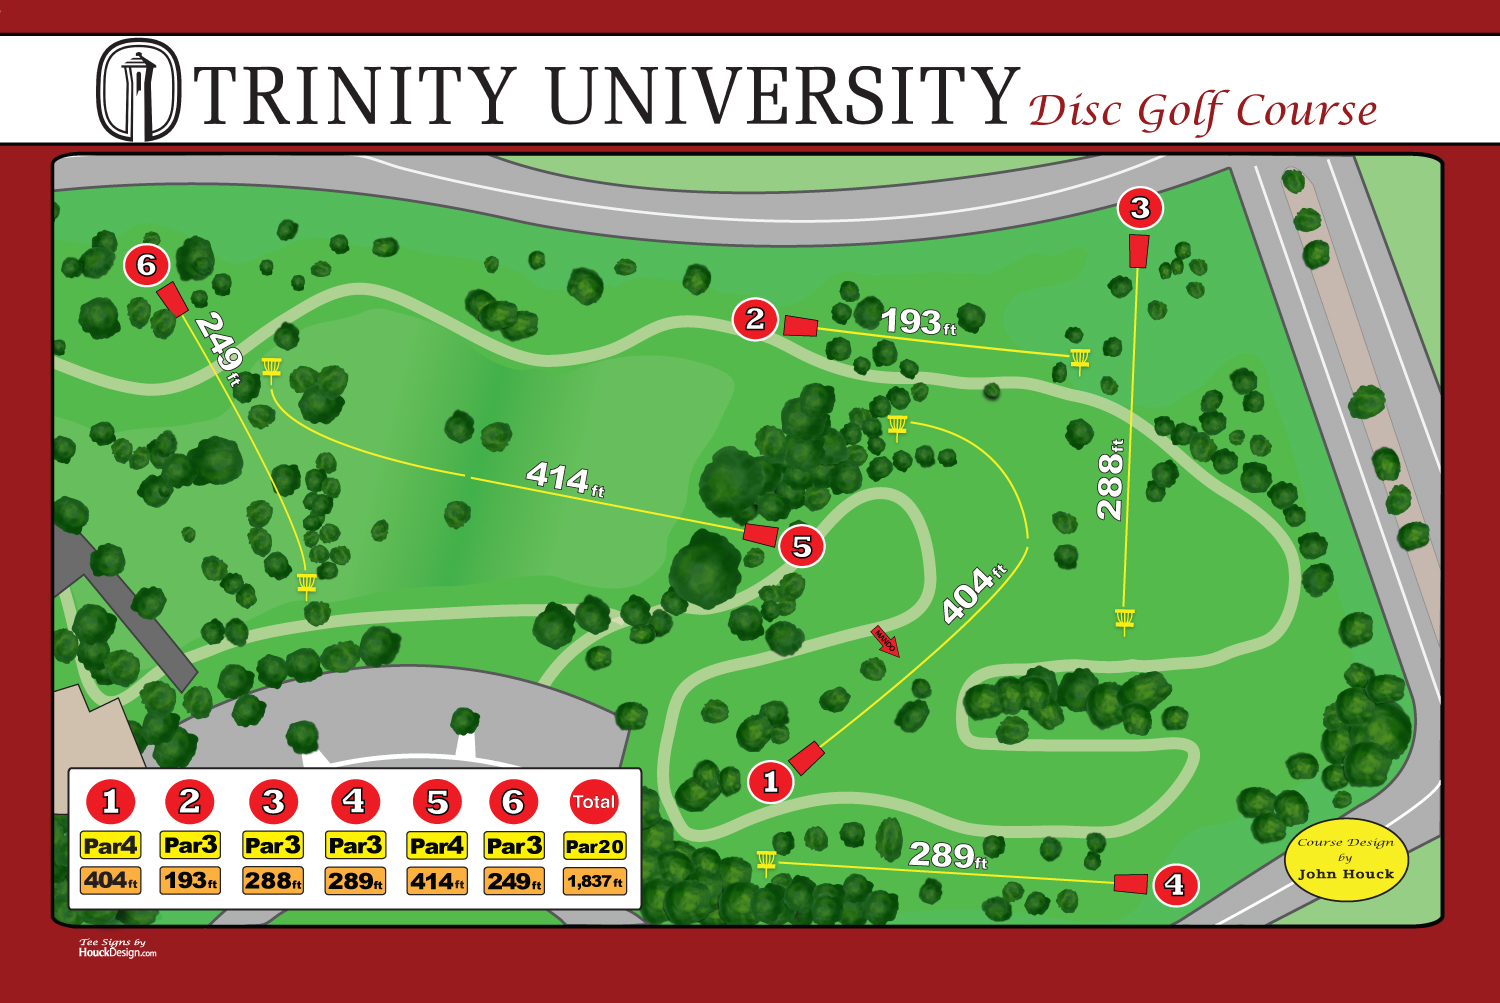 TRINITY UNIVERSITY Disc Golf Course
3
6
2
193ft
249ft
288ft
414ft
5
404ft
MANDO
1
289ft
4
1 2 3 4 5 6 Total
Par4 Par3 Par3 Par3 Par4 Par3 Par20
404ft 193ft 288ft 289ft 414ft 249ft 1,837ft
Course Design
by
John Houck
Tee Signs by
HouckDesign.com